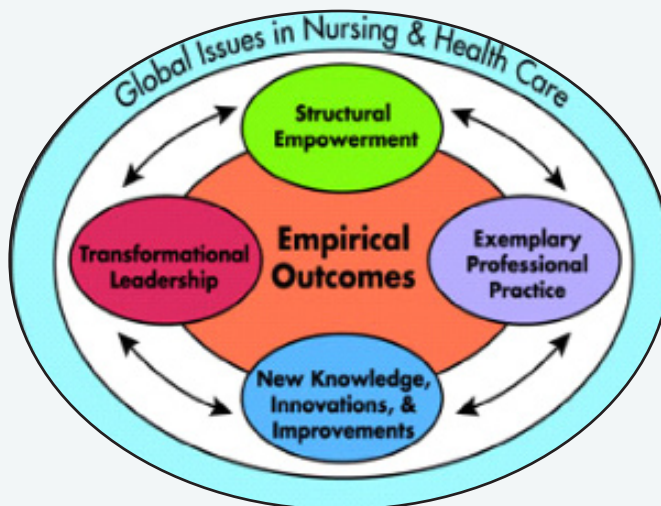 Global Issues in Nursing & Health Care
Structural
Empowerment
Transformational
Leadership
Empirical
Outcomes
Exemplary
Professional
Practice
New Knowledge,
Innovations, &
Improvements